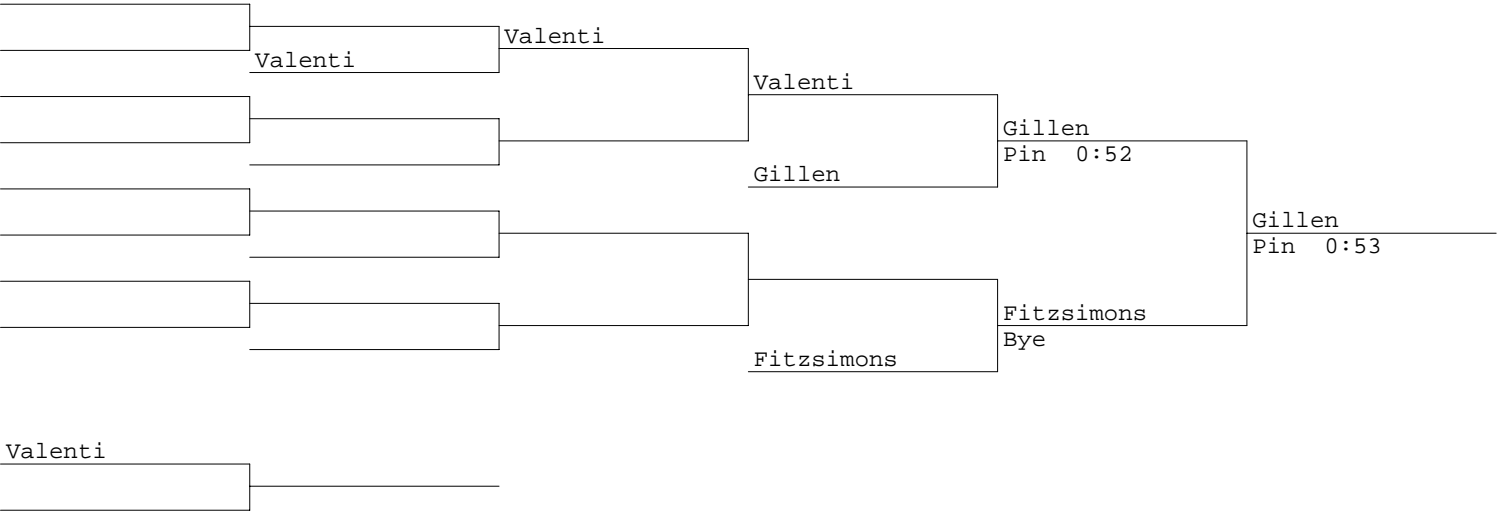 Valenti
Valenti
Valenti
Gillen
Pin  0:52
Gillen
Gillen
Pin  0:53
Fitzsimons
Bye
Fitzsimons
Valenti